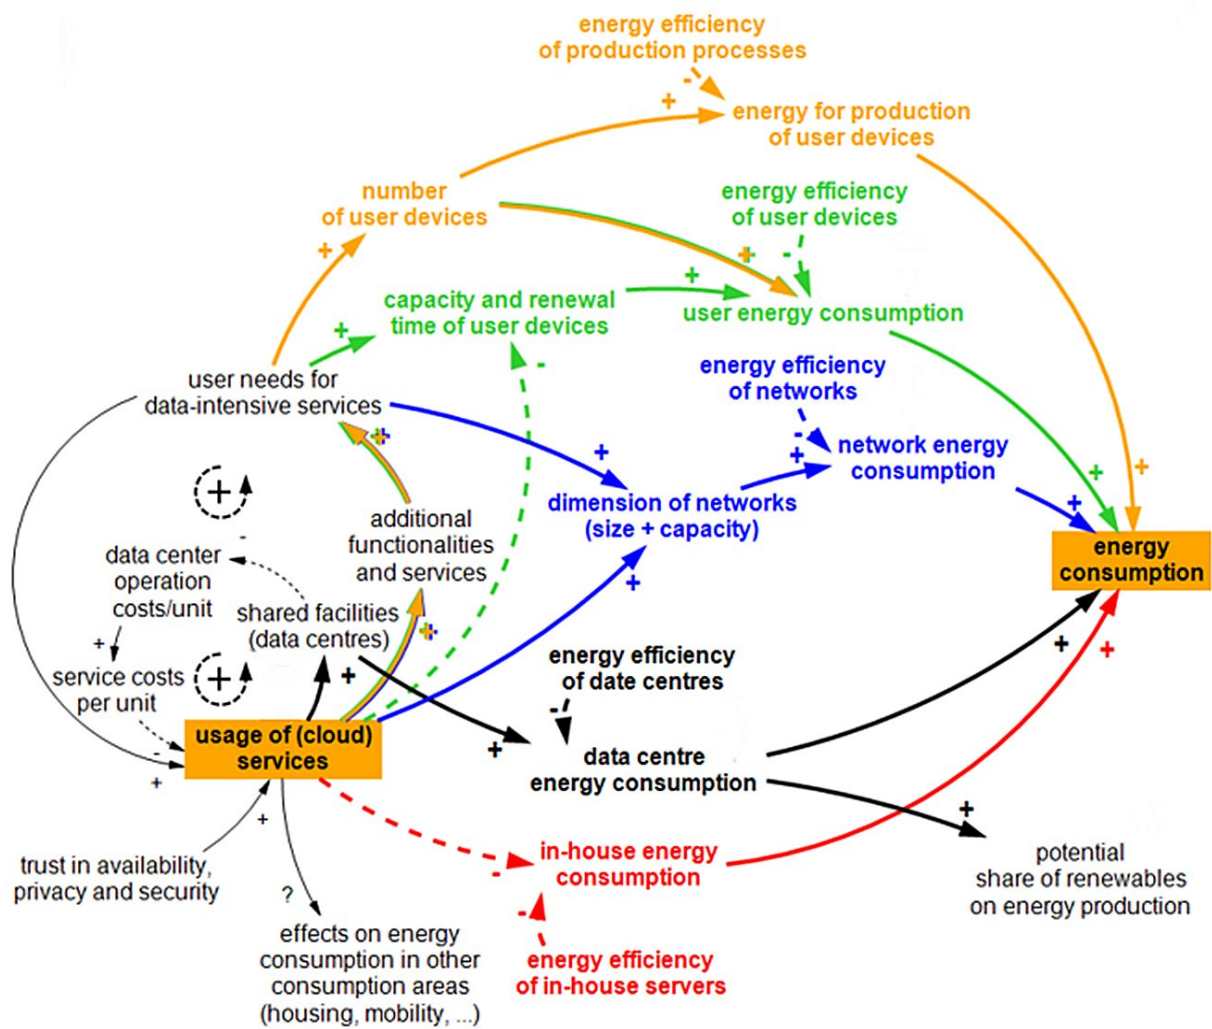 energy efficiency
of production processes
-
+
energy for production
of user devices
number
of user devices
energy efficiency
of user devices
+
+
-
+
capacity and renewal
time of user devices
user energy consumption
+
-
user needs for
data-intensive services
energy efficiency
of networks
+
+
-
+
network energy
consumption
+
+
+
+
dimension of networks
(size + capacity)
+
additional
functionalities
and services
energy
consumption
-
data center
operation
costs/unit
shared facilities
(data centres)
+
+
+
service costs
per unit
+
+
energy efficiency
of date centres
+
+
-
usage of (cloud)
services
-
+
+
data centre
energy consumption
+
+
trust in availability,
privacy and security
-
in-house energy
consumption
potential
share of renewables
on energy production
?
-
effects on energy
consumption in other
consumption areas
(housing, mobility, ...)
energy efficiency
of in-house servers